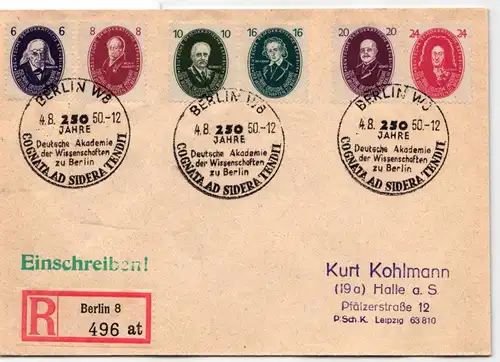 6 6 8 8 10 10 16 16 20 20 24 24
BERLIN W8
4.8. 250 50.-12
JAHRE
Deutsche Akademie
der Wissenschaften
zu Berlin
COGNATA AD SIDERA TENDIT
BERLIN W8
4.8. 250 50.-12
JAHRE
Deutsche Akademie
der Wissenschaften
zu Berlin
COGNATA AD SIDERA TENDIT
BERLIN W8
4.8. 250 50.-12
JAHRE
Deutsche Akademie
der Wissenschaften
zu Berlin
COGNATA AD SIDERA TENDIT
Einschreiben!
R
Berlin 8
496 at
Kurt Kohlmann
(19a) Halle a. S.
Pfälzerstraße 12
P.Sch.K. Leipzig 63810